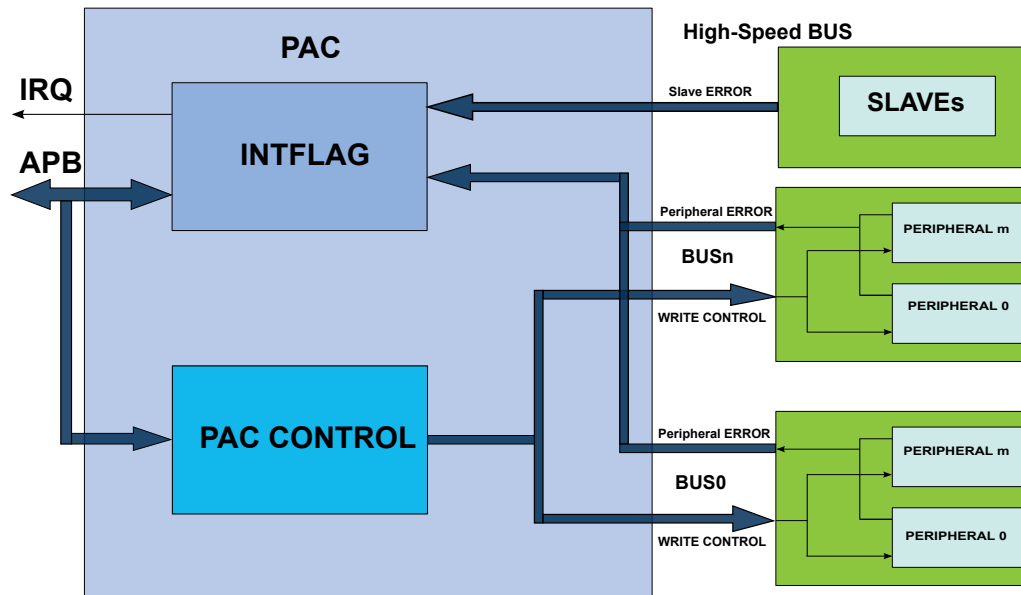 PAC
High-Speed BUS
IRQ
Slave ERROR
SLAVEs
INTFLAG
APB
Peripheral ERROR
PERIPHERAL m
BUSn
PERIPHERAL 0
WRITE CONTROL
PAC CONTROL
Peripheral ERROR
PERIPHERAL m
BUS0
PERIPHERAL 0
WRITE CONTROL